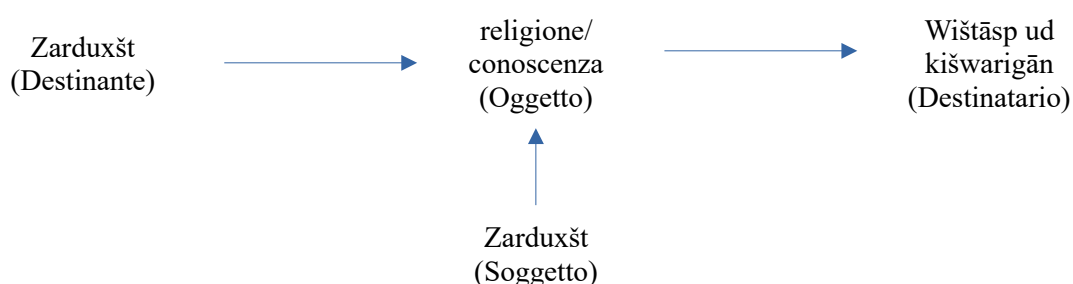 Zarduxšt
(Destinante)
religione/
conoscenza
(Oggetto)
Wištāsp ud
kišwarigān
(Destinatario)
Zarduxšt
(Soggetto)